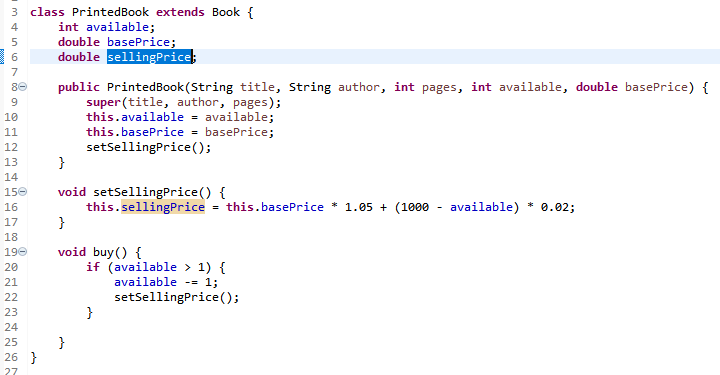 3 class PrintedBook extends Book {
4     int available;
5     double basePrice;
6     double sellingPrice;
7
8     public PrintedBook(String title, String author, int pages, int available, double basePrice) {
9         super(title, author, pages);
10         this.available = available;
11         this.basePrice = basePrice;
12         setSellingPrice();
13     }
14
15     void setSellingPrice() {
16         this.sellingPrice = this.basePrice * 1.05 + (1000 - available) * 0.02;
17     }
18
19     void buy() {
20         if (available > 1) {
21             available -= 1;
22             setSellingPrice();
23         }
24
25     }
26 }
27